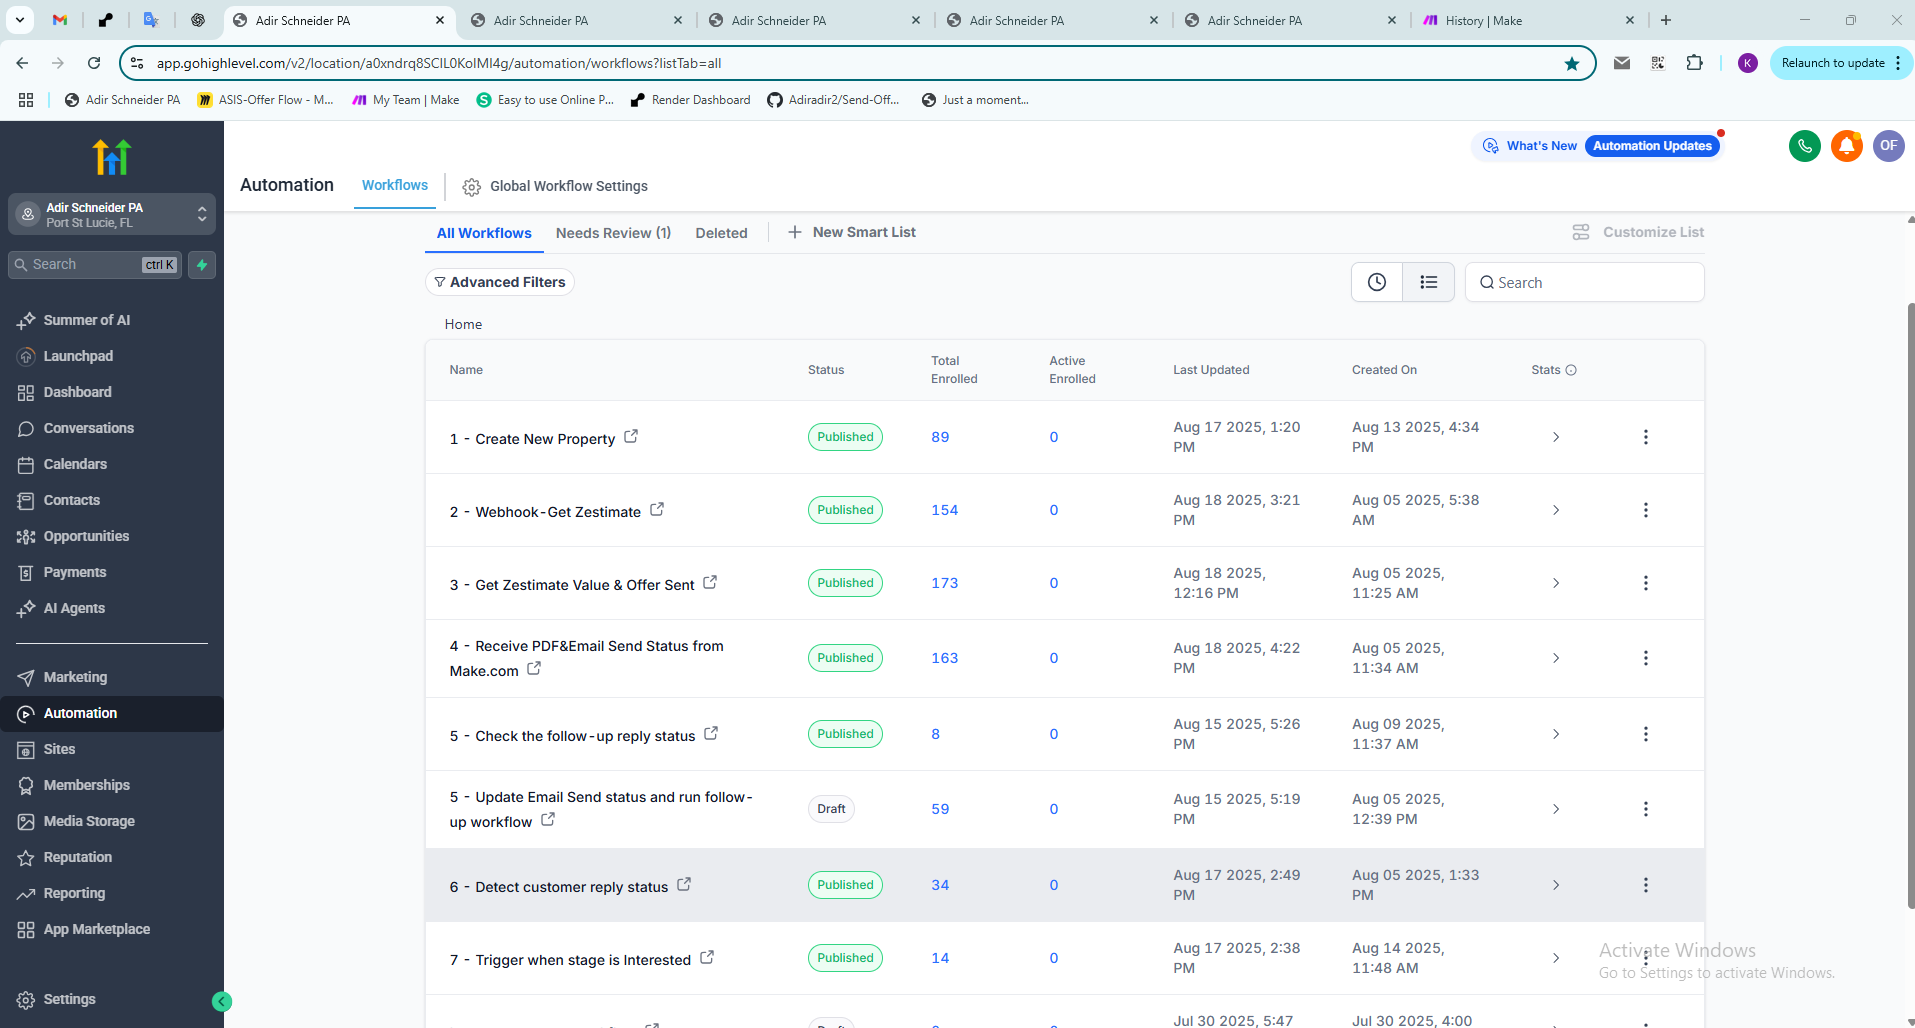 Adir Schneider PA
Adir Schneider PA
Adir Schneider PA
Adir Schneider PA
Adir Schneider PA
History | Make
app.gohighlevel.com/v2/location/a0xndrq8SCIL0KolMI4g/automation/workflows?listTab=all
K
Relaunch to update
Adir Schneider PA
ASIS-Offer Flow - M...
My Team | Make
Easy to use Online P...
Render Dashboard
Adiradir2/Send-Off...
Just a moment...
What's New
Automation Updates
OF
Adir Schneider PA
Port St Lucie, FL
Search
ctrl K
Summer of AI
Launchpad
Dashboard
Conversations
Calendars
Contacts
Opportunities
Payments
AI Agents
Marketing
Automation
Sites
Memberships
Media Storage
Reputation
Reporting
App Marketplace
Settings
Automation
Workflows
Global Workflow Settings
All Workflows
Needs Review (1)
Deleted
New Smart List
Customize List
Advanced Filters
Search
Home
Name
Status
Total
Enrolled
Active
Enrolled
Last Updated
Created On
Stats
1 - Create New Property
Published
89
0
Aug 17 2025, 1:20
PM
Aug 13 2025, 4:34
PM
2 - Webhook-Get Zestimate
Published
154
0
Aug 18 2025, 3:21
PM
Aug 05 2025, 5:38
AM
3 - Get Zestimate Value & Offer Sent
Published
173
0
Aug 18 2025,
12:16 PM
Aug 05 2025,
11:25 AM
4 - Receive PDF&Email Send Status from
Make.com
Published
163
0
Aug 18 2025, 4:22
PM
Aug 05 2025,
11:34 AM
5 - Check the follow-up reply status
Published
8
0
Aug 15 2025, 5:26
PM
Aug 09 2025,
11:37 AM
5 - Update Email Send status and run follow-
up workflow
Draft
59
0
Aug 15 2025, 5:19
PM
Aug 05 2025,
12:39 PM
6 - Detect customer reply status
Published
34
0
Aug 17 2025, 2:49
PM
Aug 05 2025, 1:33
PM
7 - Trigger when stage is Interested
Published
14
0
Aug 17 2025, 2:38
PM
Aug 14 2025,
11:48 AM
Jul 30 2025, 5:47
Jul 30 2025, 4:00
Activate Windows
Go to Settings to activate Windows.